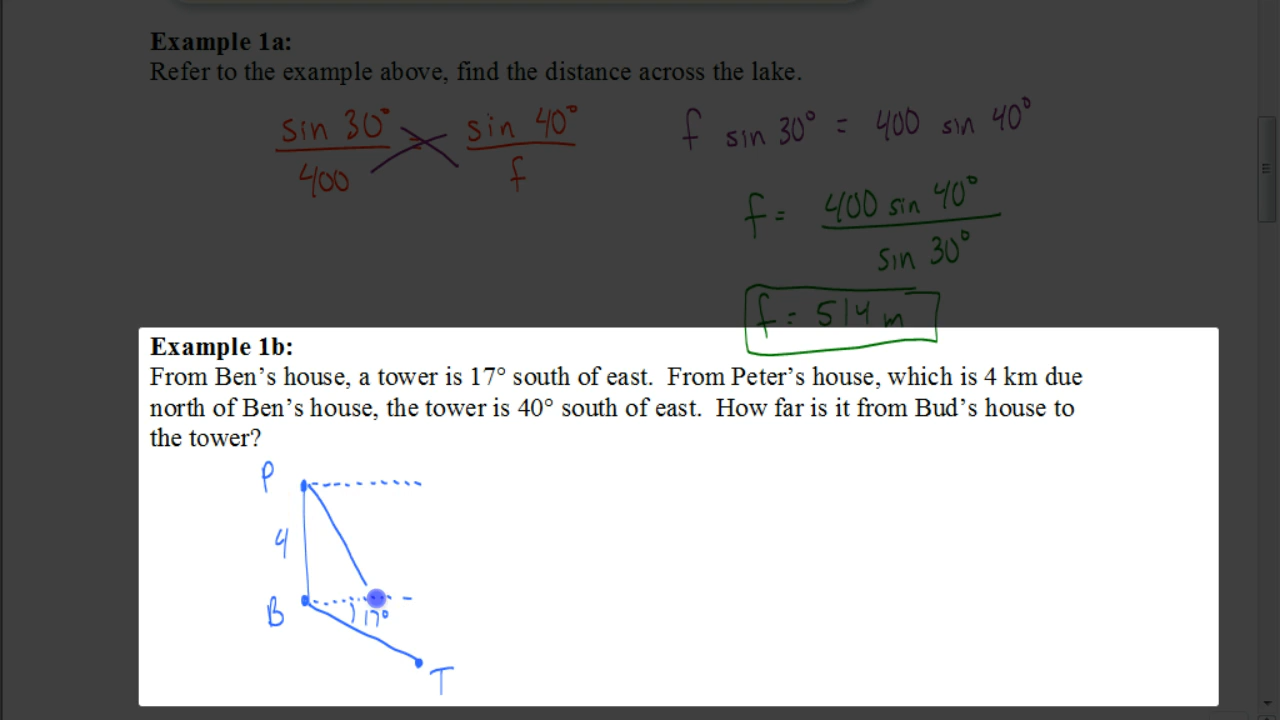 Example 1a:
Refer to the example above, find the distance across the lake.
sin 30° sin 40° f sin 30° = 400 sin 40°
400 f
f = 400 sin 40°
sin 30°
f = 514 m
Example 1b:
From Ben's house, a tower is 17° south of east. From Peter's house, which is 4 km due
north of Ben's house, the tower is 40° south of east. How far is it from Bud's house to
the tower?
P
4
B
17°
T